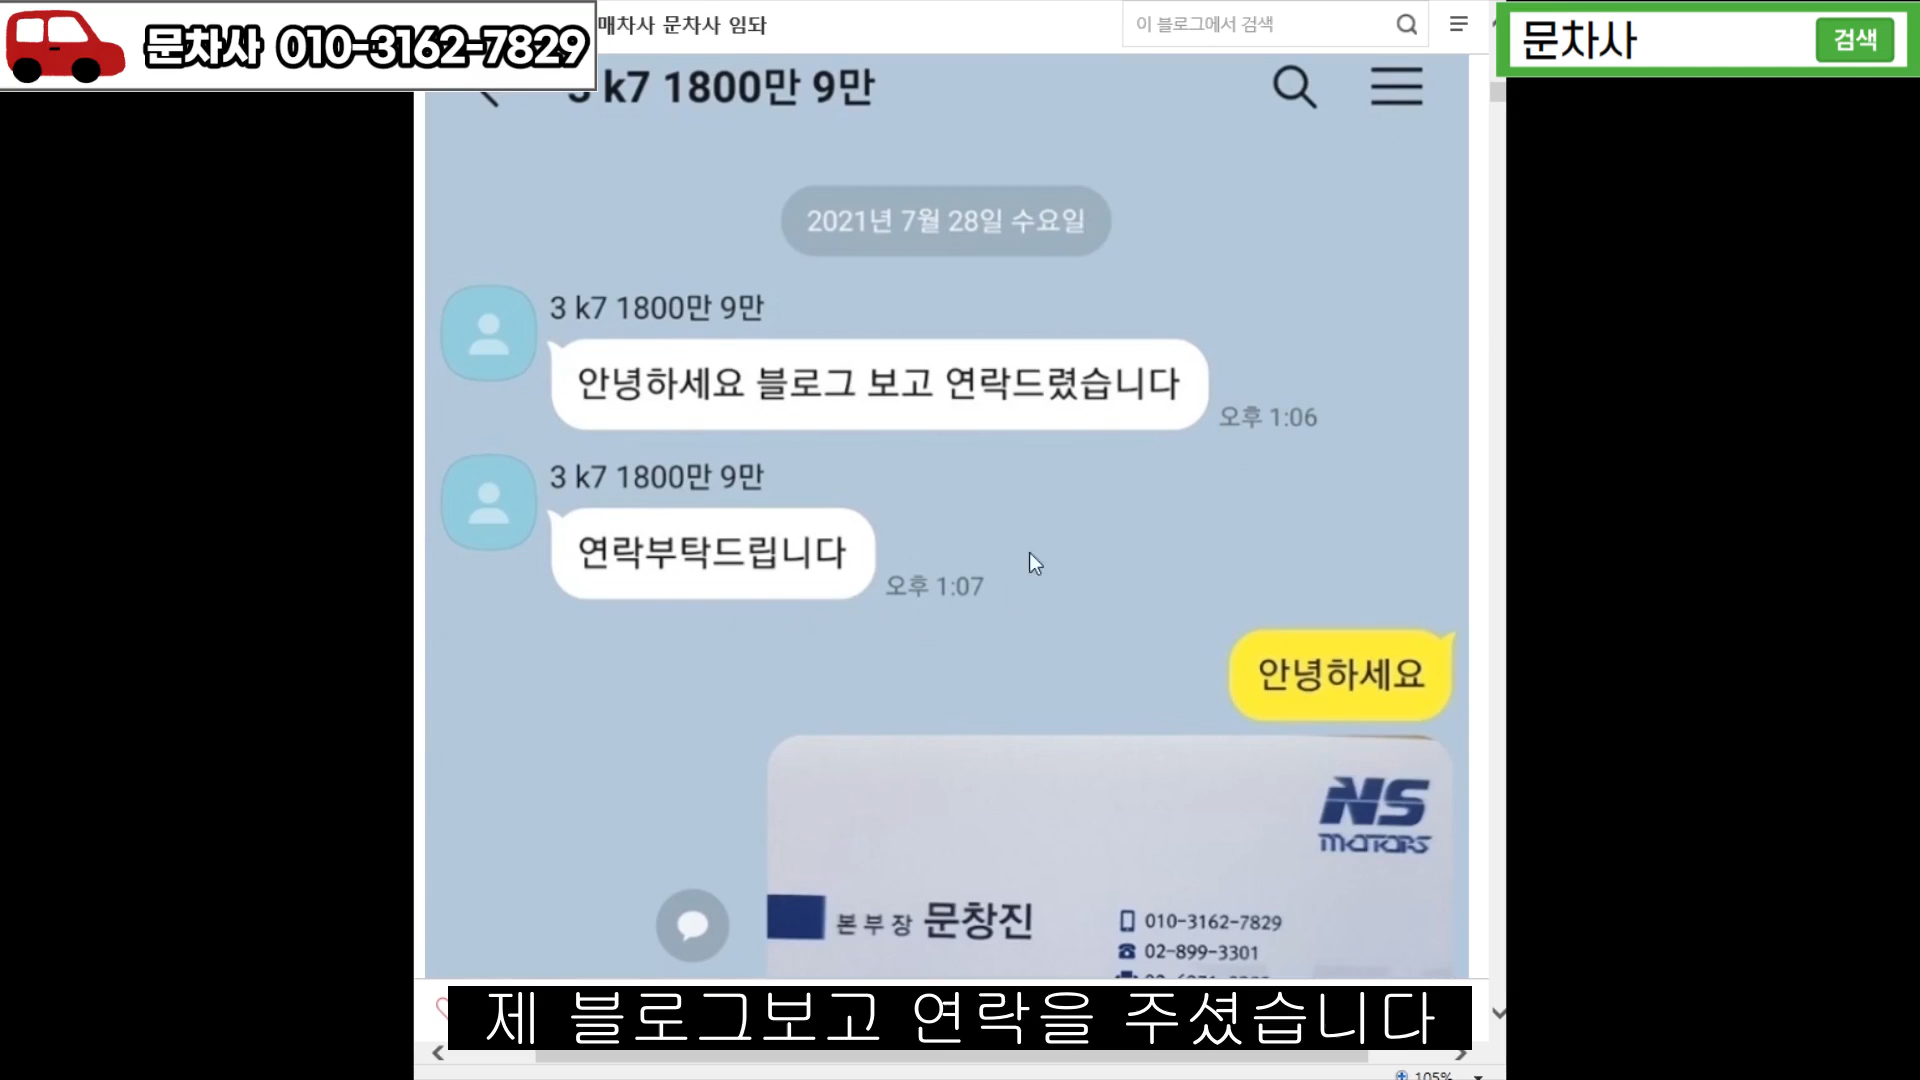 문차사 010-3162-7829
매차사 문차사 임돠
이 블로그에서 검색
문차사
검색
3 k7 1800만 9만
2021년 7월 28일 수요일
3 k7 1800만 9만
안녕하세요 블로그 보고 연락드렸습니다
오후 1:06
3 k7 1800만 9만
연락부탁드립니다
오후 1:07
안녕하세요
NS
MOTORS
본부장 문창진
010-3162-7829
02-899-3301
제 블로그보고 연락을 주셨습니다
105%